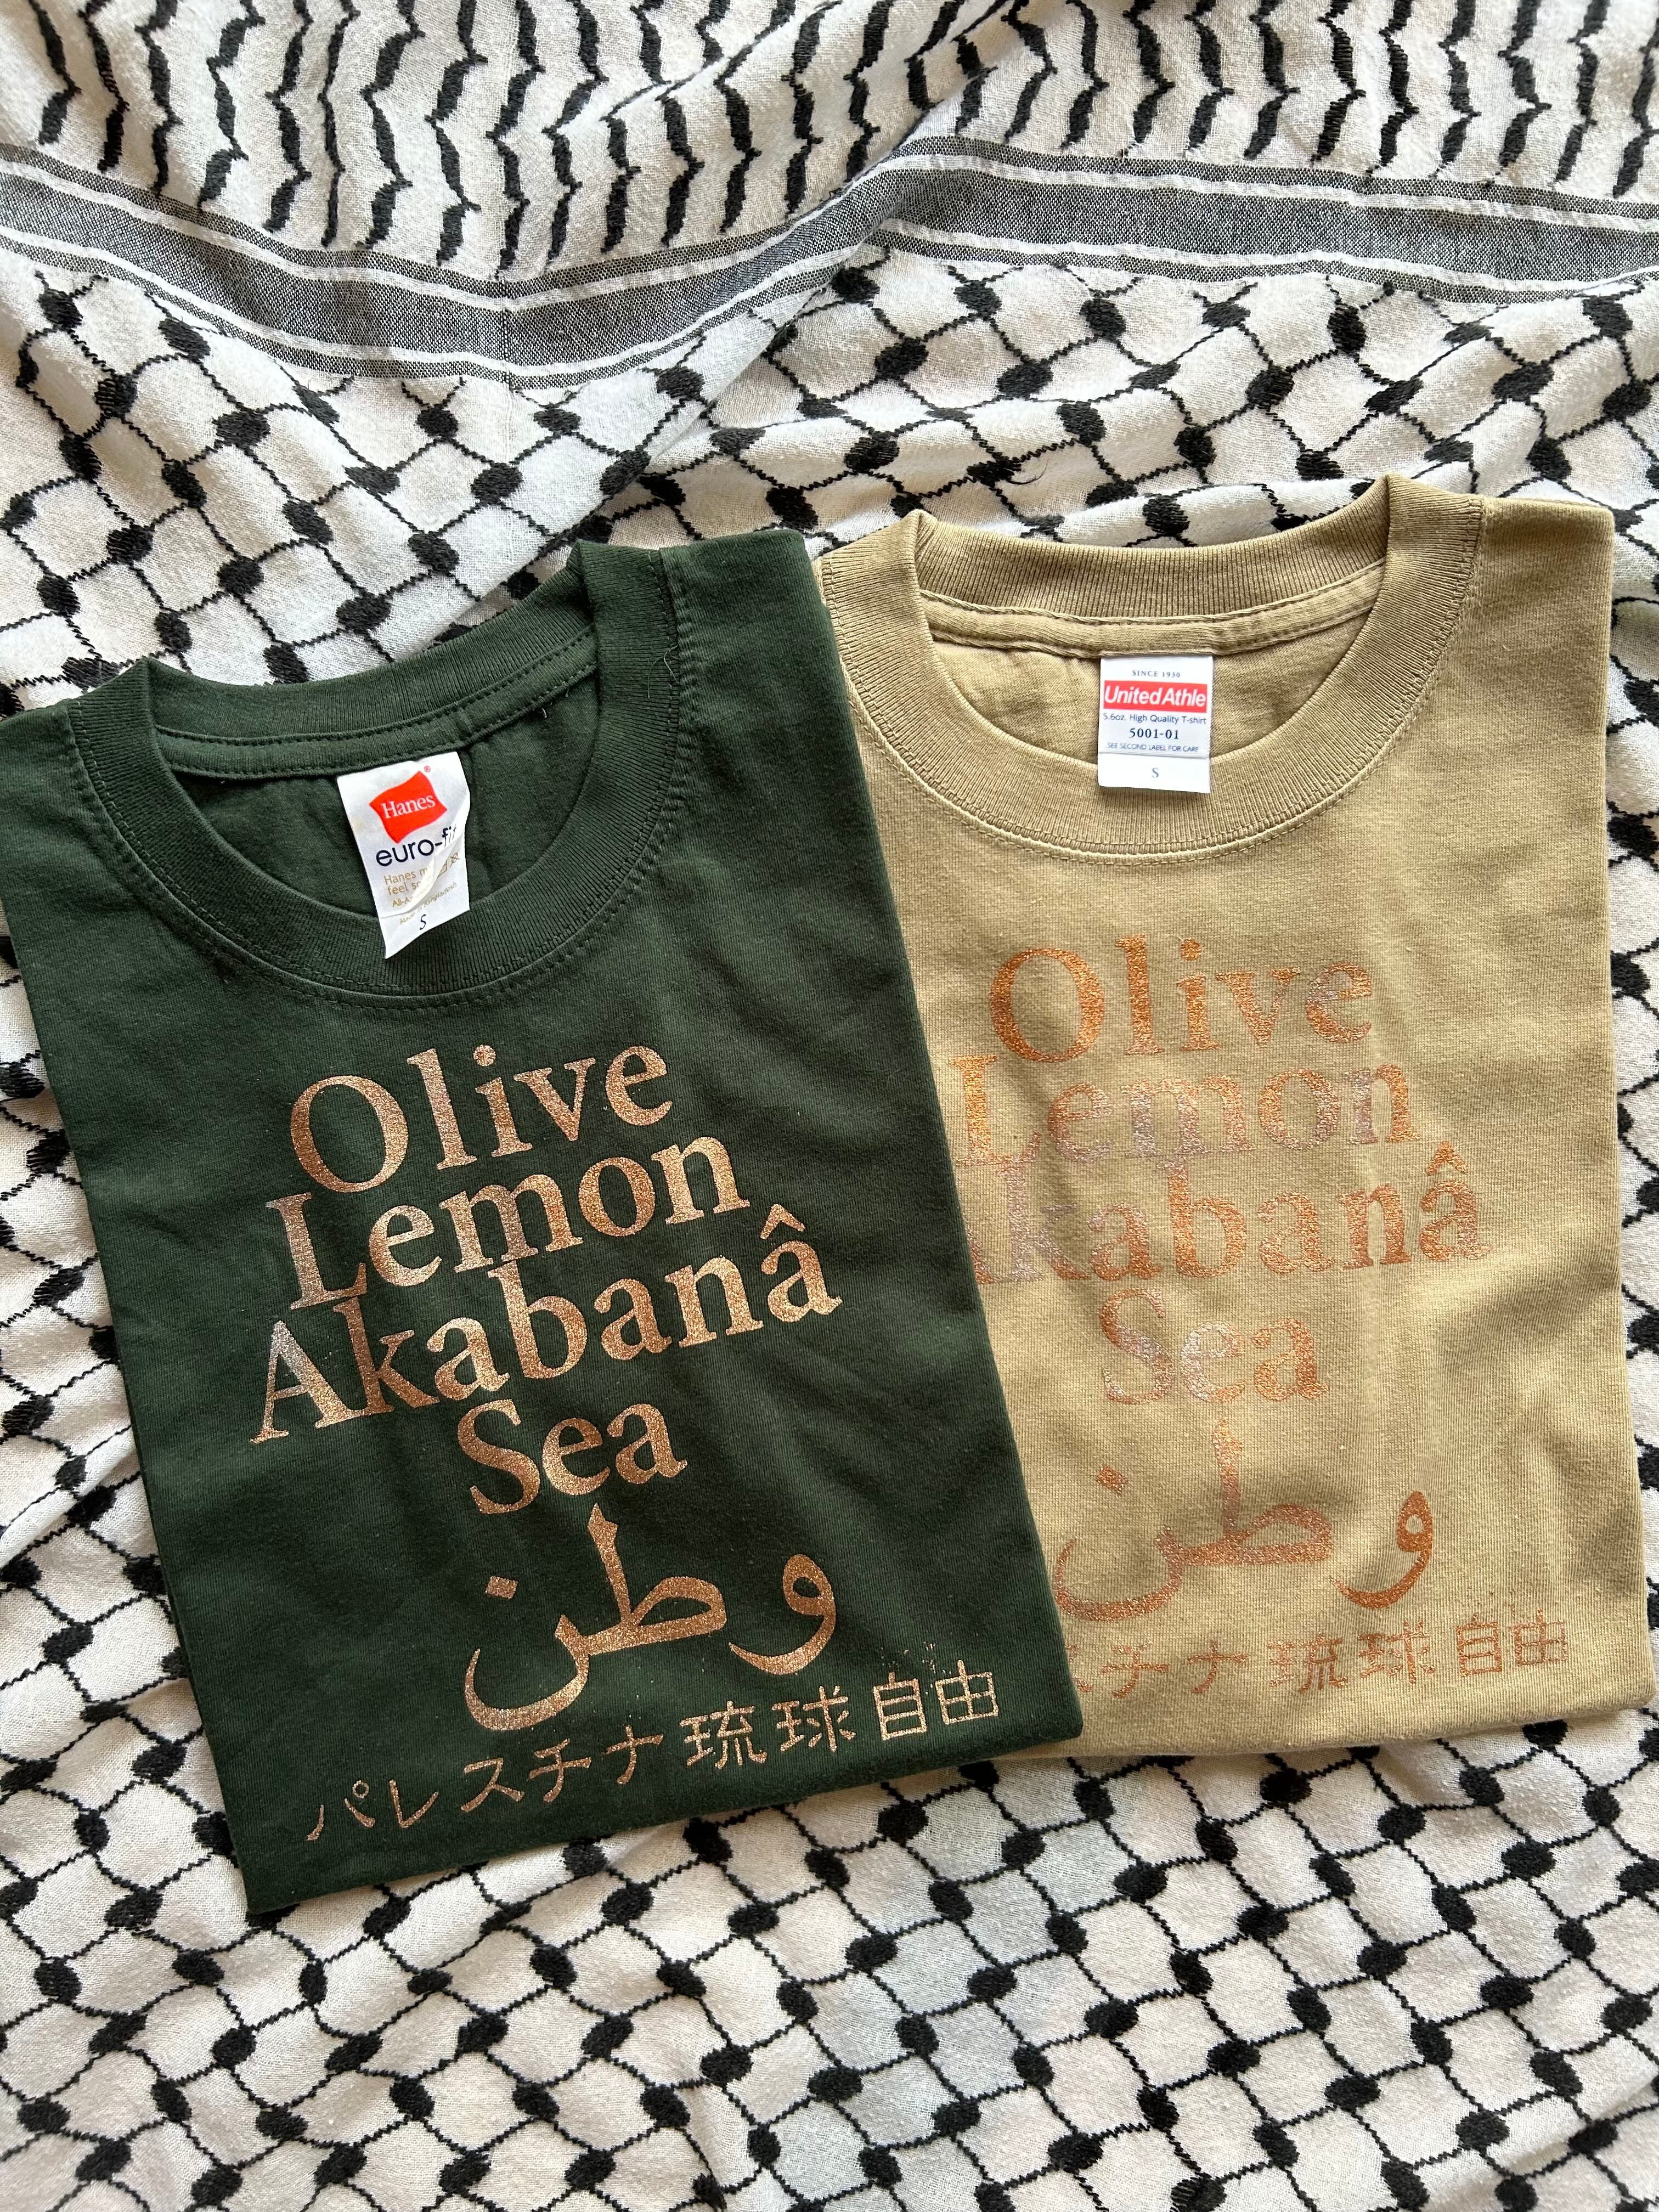 Hanes
euro-fi
S
Olive
Lemon
Akabanâ
Sea
وطن
パレスチナ琉球自由
SINCE 1930
United Athle
5.6oz. High Quality T-shirt
5001-01
SEE SECOND LABEL FOR CARE
S
Olive
Lemon
Akabanâ
Sea
وطن
スチナ琉球自由